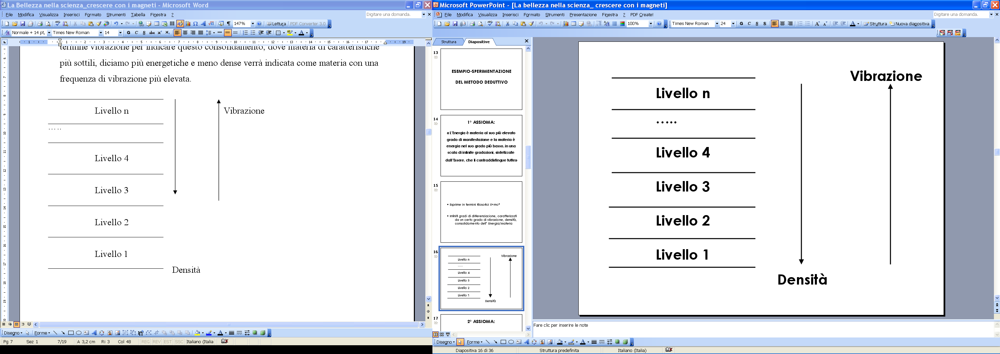 La Bellezza nella scienza_crescere con i magneti - Microsoft Word
File Modifica Visualizza Inserisci Formato Strumenti Tabella Finestra ?
Digitare una domanda.
147%
Lettura
PDF Converter 3.0
Normale + 14 pt,
Times New Roman
14
G C S abc x² x₂
termine vibrazione per indicare questo consolidamento, dove materia di caratteristiche
più sottili, diciamo più energetiche e meno dense verrà indicata come materia con una
frequenza di vibrazione più elevata.
Livello n
Vibrazione
.....
Livello 4
Livello 3
Livello 2
Livello 1
Densità
Disegno
Forme
Pg 7 Sez 1 7/19 A 3,2 cm Ri 3 Col 48 REG REV EST SSC Italiano (Italia
Microsoft PowerPoint - [La bellezza nella scienza_ crescere con i magneti]
File Modifica Visualizza Inserisci Formato Strumenti Presentazione Finestra ? PDF Create!
Digitare una domanda.
100%
Times New Roman
24
G C S S
Struttura
Nuova diapositiva
Struttura
Diapositive
13
ESEMPIO-SPERIMENTAZIONE
DEL METODO DEDUTTIVO
14
1° ASSIOMA:
«L'Energia è materia al suo più elevato
grado di manifestazione e la materia è
energia nel suo grado più basso, in una
scala di infinite gradazioni, sintetizzate
dall'Essere, che li contraddistingue tutte»
15
• Esprime in termini filosofici E=mc²
• Infiniti gradi di differenziazione, caratterizzati
da un certo grado di vibrazione, densità,
consolidamento dell' Energia/Materia
16
Vibrazione
Livello n
.....
Livello 4
Livello 3
Livello 2
Livello 1
Densità
17
2° ASSIOMA:
Vibrazione
Livello n
.....
Livello 4
Livello 3
Livello 2
Livello 1
Densità
Fare clic per inserire le note
Disegno
Forme
Diapositiva 16 di 36
Struttura predefinita
Italiano (Italia)